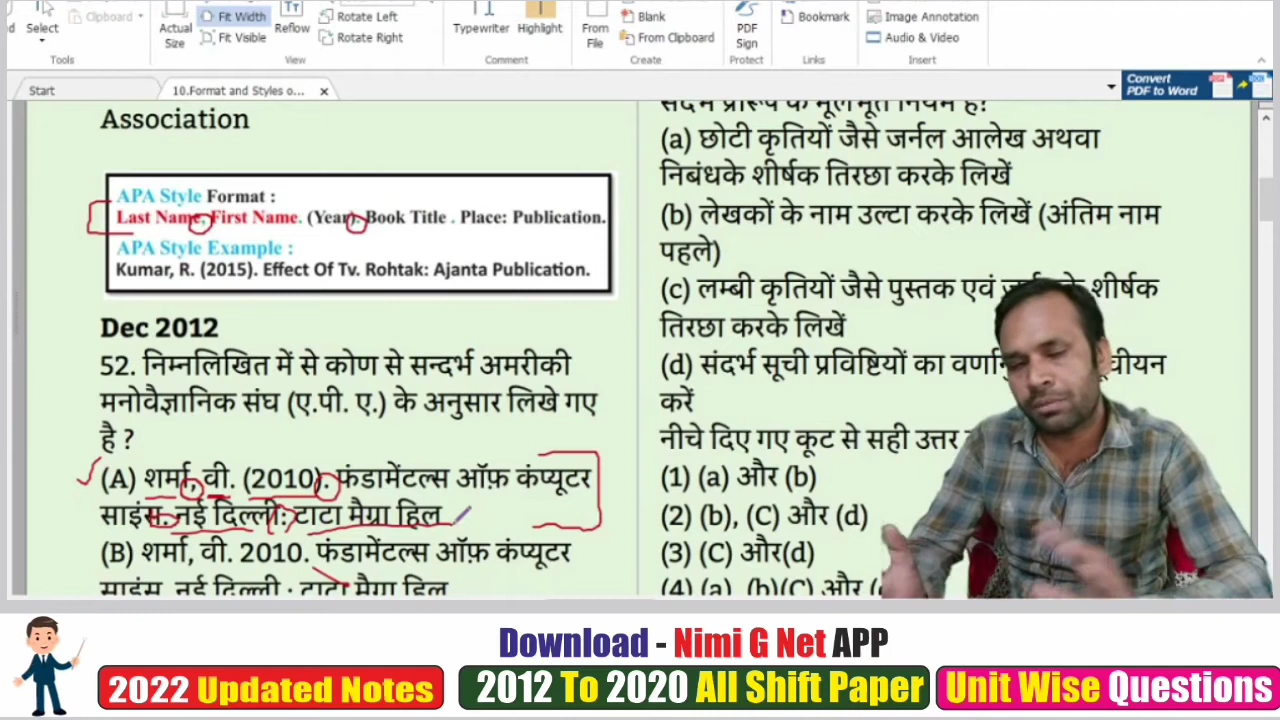 Select
Clipboard
Actual Size
Fit Width
Fit Visible
Reflow
Rotate Left
Rotate Right
Typewriter
Highlight
From File
Blank
From Clipboard
PDF Sign
Bookmark
Image Annotation
Audio & Video
Tools
View
Comment
Create
Protect
Links
Insert
Start
10.Format and Styles o...
Convert
PDF to Word
Association
APA Style Format :
Last Name, First Name. (Year). Book Title . Place: Publication.
APA Style Example :
Kumar, R. (2015). Effect Of Tv. Rohtak: Ajanta Publication.
Dec 2012
52. निम्नलिखित में से कोण से सन्दर्भ अमरीकी
मनोवैज्ञानिक संघ (ए.पी. ए.) के अनुसार लिखे गए
है ?
(A) शर्मा, वी. (2010). फंडामेंटल्स ऑफ़ कंप्यूटर
साइंस. नई दिल्ली: टाटा मैग्रा हिल
(B) शर्मा, वी. 2010. फंडामेंटल्स ऑफ़ कंप्यूटर
साइंस. नई दिल्ली : टाटा मैग्रा हिल
संदर्भ प्रारूप के मूलभूत नियम है?
(a) छोटी कृतियों जैसे जर्नल आलेख अथवा
निबंधके शीर्षक तिरछा करके लिखें
(b) लेखकों के नाम उल्टा करके लिखें (अंतिम नाम
पहले)
(c) लम्बी कृतियों जैसे पुस्तक एवं के शीर्षक
तिरछा करके लिखें
(d) संदर्भ सूची प्रविष्टियों का
करें
नीचे दिए गए कूट से सही उत्तर
(1) (a) और (b)
(2) (b), (C) और (d)
(3) (C) और(d)
(4) (a), (b)(C) और
Download - Nimi G Net APP
2022 Updated Notes
2012 To 2020 All Shift Paper
Unit Wise Questions